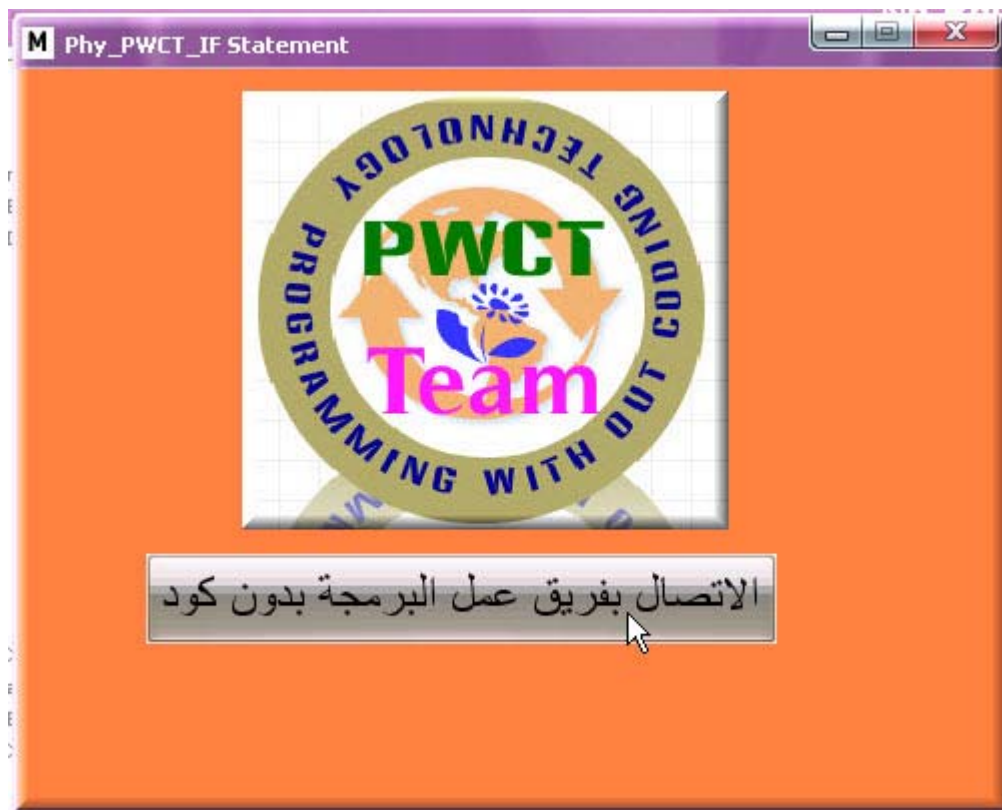 M Phy_PWCT_IF Statement
PROGRAMMING WITH OUT CODING TECHNOLOGY
PWCT
Team
الاتصال بفريق عمل البرمجة بدون كود